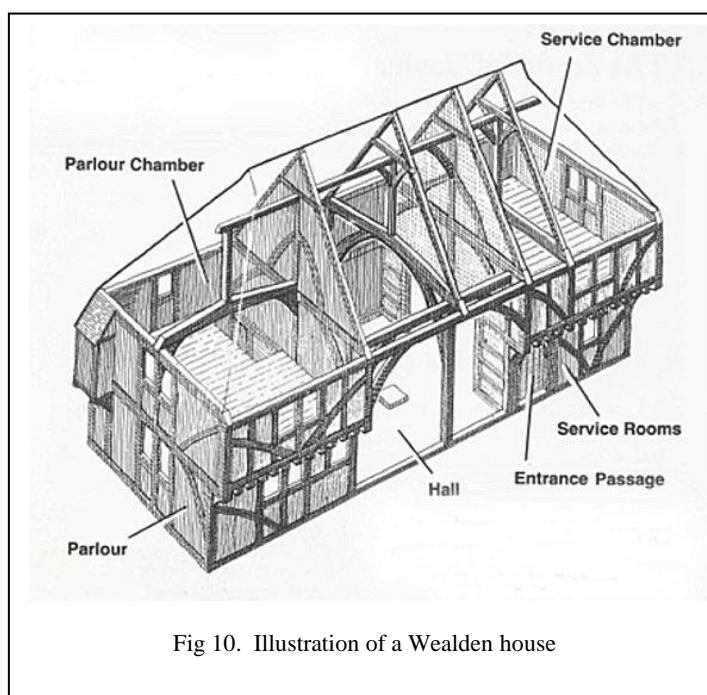 Service Chamber
Parlour Chamber
Service Rooms
Entrance Passage
Hall
Parlour
Fig 10. Illustration of a Wealden house